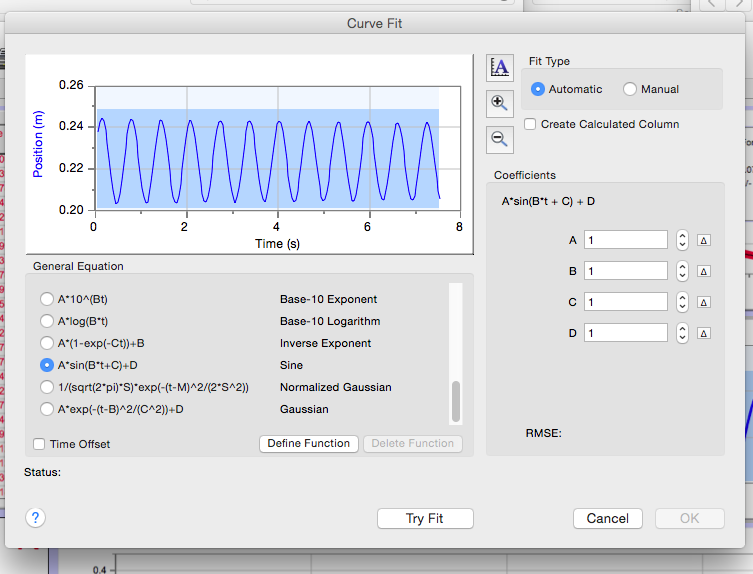 Curve Fit
0.26
0.24
0.22
0.20
Position (m)
0 2 4 6 8
Time (s)
A
Fit Type
Automatic Manual
Create Calculated Column
Coefficients
A*sin(B*t + C) + D
A 1 Δ
B 1 Δ
C 1 Δ
D 1 Δ
RMSE:
General Equation
A*10^(Bt) Base-10 Exponent
A*log(B*t) Base-10 Logarithm
A*(1-exp(-Ct))+B Inverse Exponent
A*sin(B*t+C)+D Sine
1/(sqrt(2*pi)*S)*exp(-(t-M)^2/(2*S^2)) Normalized Gaussian
A*exp(-(t-B)^2/(C^2))+D Gaussian
Time Offset Define Function Delete Function
Status:
? Try Fit Cancel OK
0.4